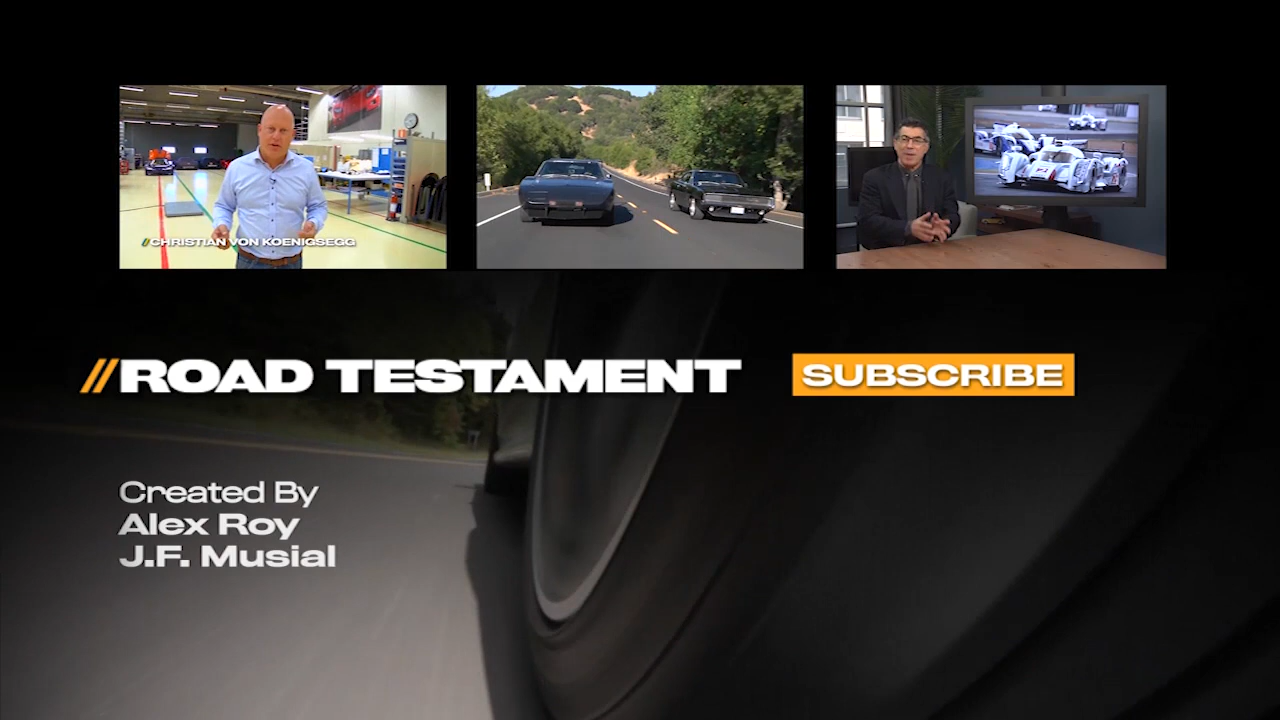 //CHRISTIAN VON KOENIGSEGG
//ROAD TESTAMENT
SUBSCRIBE
Created By
Alex Roy
J.F. Musial